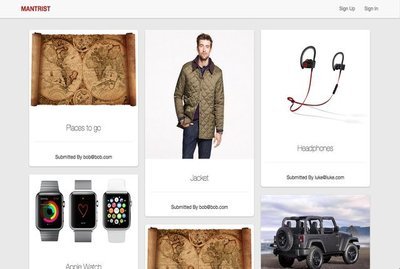 MANTRIST
Sign Up
Sign In
Places to go
Submitted By bob@bob.com
Jacket
Submitted By bob@bob.com
Headphones
Submitted By luke@luke.com
Apple Watch